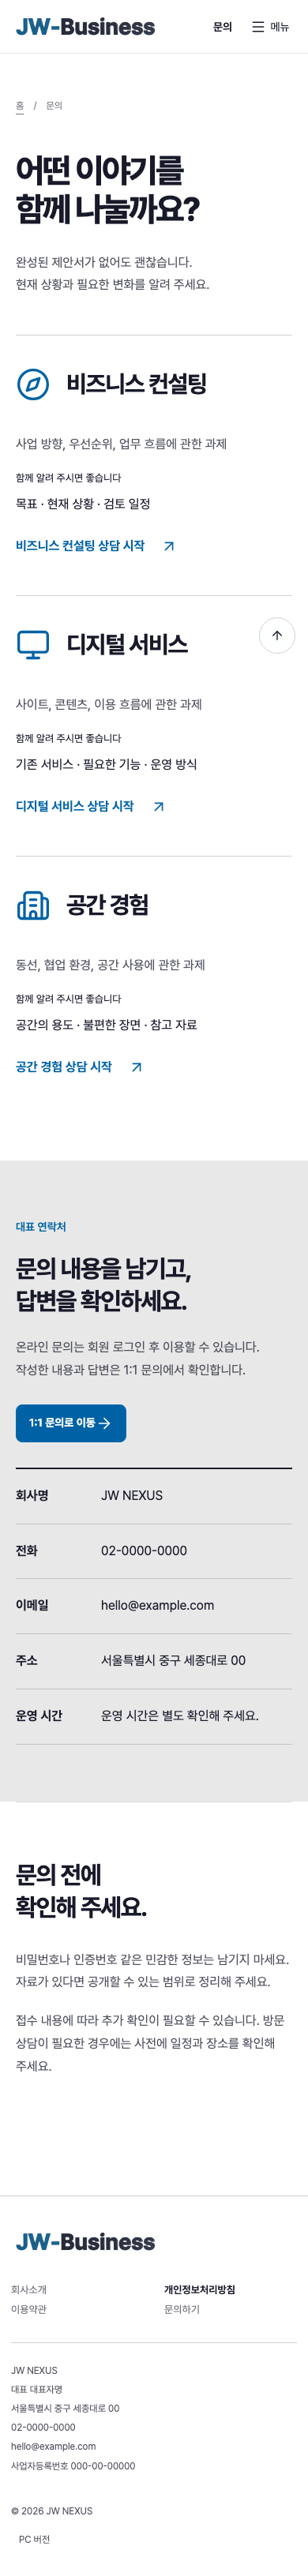 JW-Business
문의
메뉴
홈 / 문의
어떤 이야기를
함께 나눌까요?
완성된 제안서가 없어도 괜찮습니다.
현재 상황과 필요한 변화를 알려 주세요.
비즈니스 컨설팅
사업 방향, 우선순위, 업무 흐름에 관한 과제
함께 알려 주시면 좋습니다
목표 · 현재 상황 · 검토 일정
비즈니스 컨설팅 상담 시작
디지털 서비스
사이트, 콘텐츠, 이용 흐름에 관한 과제
함께 알려 주시면 좋습니다
기존 서비스 · 필요한 기능 · 운영 방식
디지털 서비스 상담 시작
공간 경험
동선, 협업 환경, 공간 사용에 관한 과제
함께 알려 주시면 좋습니다
공간의 용도 · 불편한 장면 · 참고 자료
공간 경험 상담 시작
대표 연락처
문의 내용을 남기고,
답변을 확인하세요.
온라인 문의는 회원 로그인 후 이용할 수 있습니다.
작성한 내용과 답변은 1:1 문의에서 확인합니다.
1:1 문의로 이동
회사명 JW NEXUS
전화 02-0000-0000
이메일 hello@example.com
주소 서울특별시 중구 세종대로 00
운영 시간 운영 시간은 별도 확인해 주세요.
문의 전에
확인해 주세요.
비밀번호나 인증번호 같은 민감한 정보는 남기지 마세요.
자료가 있다면 공개할 수 있는 범위로 정리해 주세요.
접수 내용에 따라 추가 확인이 필요할 수 있습니다. 방문
상담이 필요한 경우에는 사전에 일정과 장소를 확인해
주세요.
JW-Business
회사소개 개인정보처리방침
이용약관 문의하기
JW NEXUS
대표 대표자명
서울특별시 중구 세종대로 00
02-0000-0000
hello@example.com
사업자등록번호 000-00-00000
© 2026 JW NEXUS
PC 버전